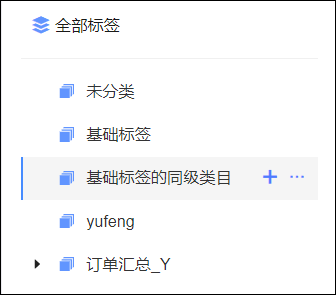 全部标签
未分类
基础标签
基础标签的同级类目
yufeng
订单汇总_Y